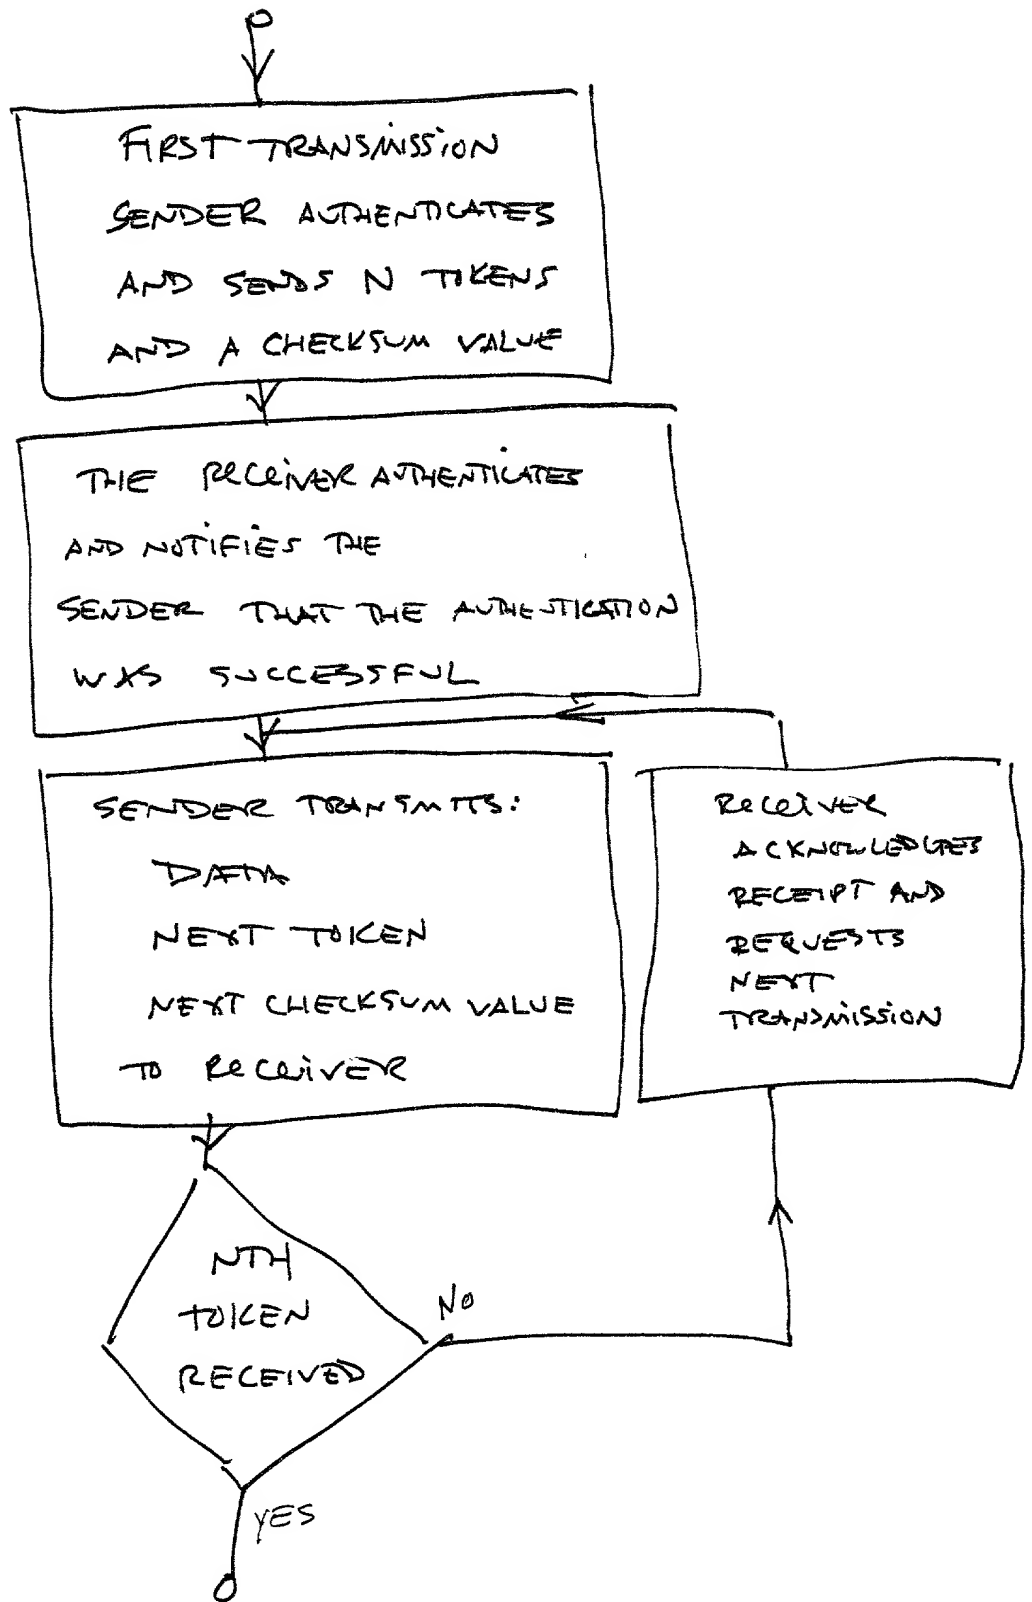 FIRST TRANSMISSION
SENDER AUTHENTICATES
AND SENDS N TOKENS
AND A CHECKSUM VALUE
THE RECEIVER AUTHENTICATES
AND NOTIFIES THE
SENDER THAT THE AUTHENTICATION
WAS SUCCESSFUL
SENDER TRANSMITS:
DATA
NEXT TOKEN
NEXT CHECKSUM VALUE
TO RECEIVER
RECEIVER
ACKNOWLEDGES
RECEIPT AND
REQUESTS
NEXT
TRANSMISSION
NTH
TOKEN
RECEIVED
NO
YES